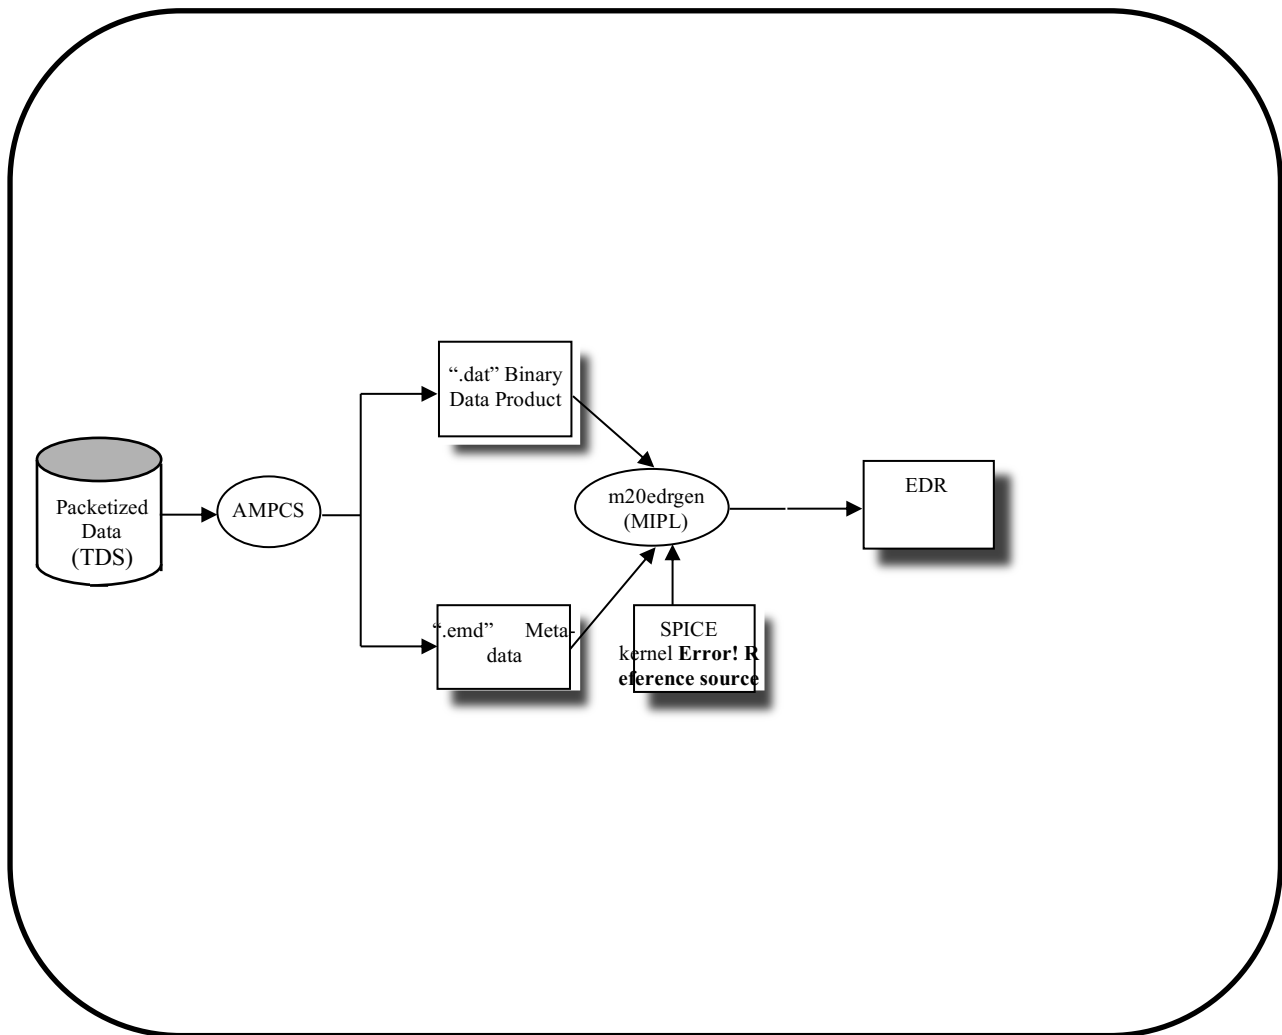 “.dat” Binary
Data Product
Packetized
Data
(TDS)
AMPCS
m20edrgen
(MIPL)
EDR
“.emd” Meta-
data
SPICE
kernel Error! R
eference source